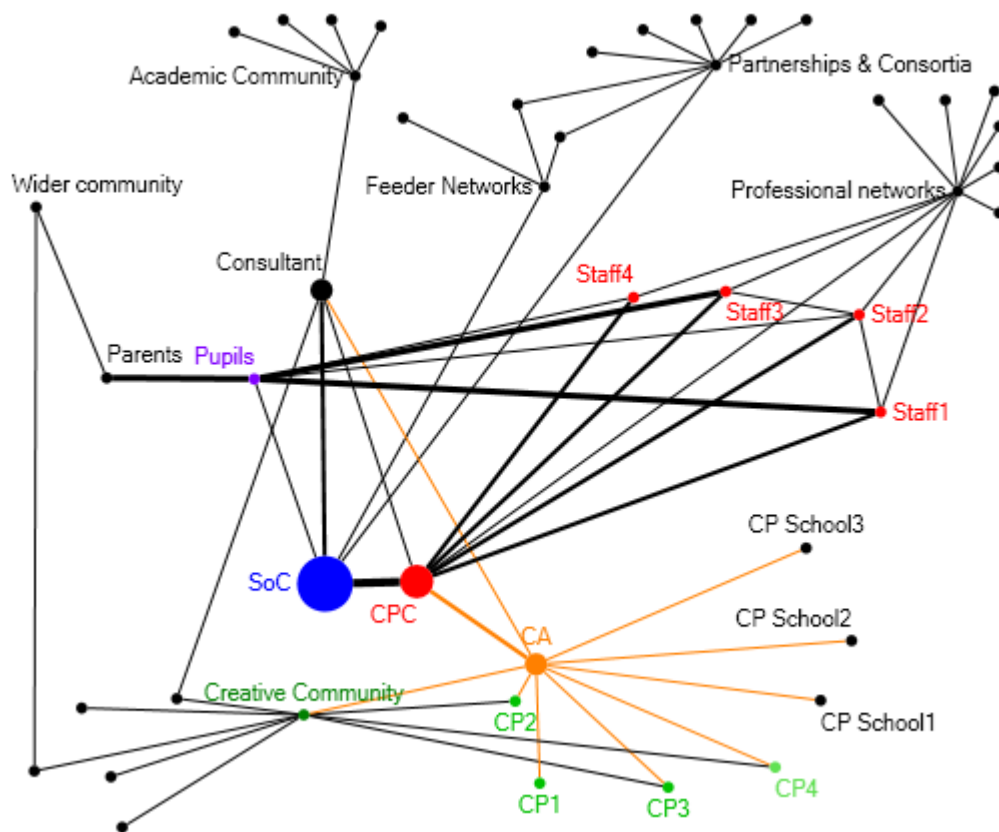 Academic Community
Partnerships & Consortia
Wider community
Feeder Networks
Professional networks
Consultant
Staff4
Staff3
Staff2
Parents
Pupils
Staff1
CP School3
SoC
CPC
CA
CP School2
Creative Community
CP2
CP School1
CP1
CP3
CP4